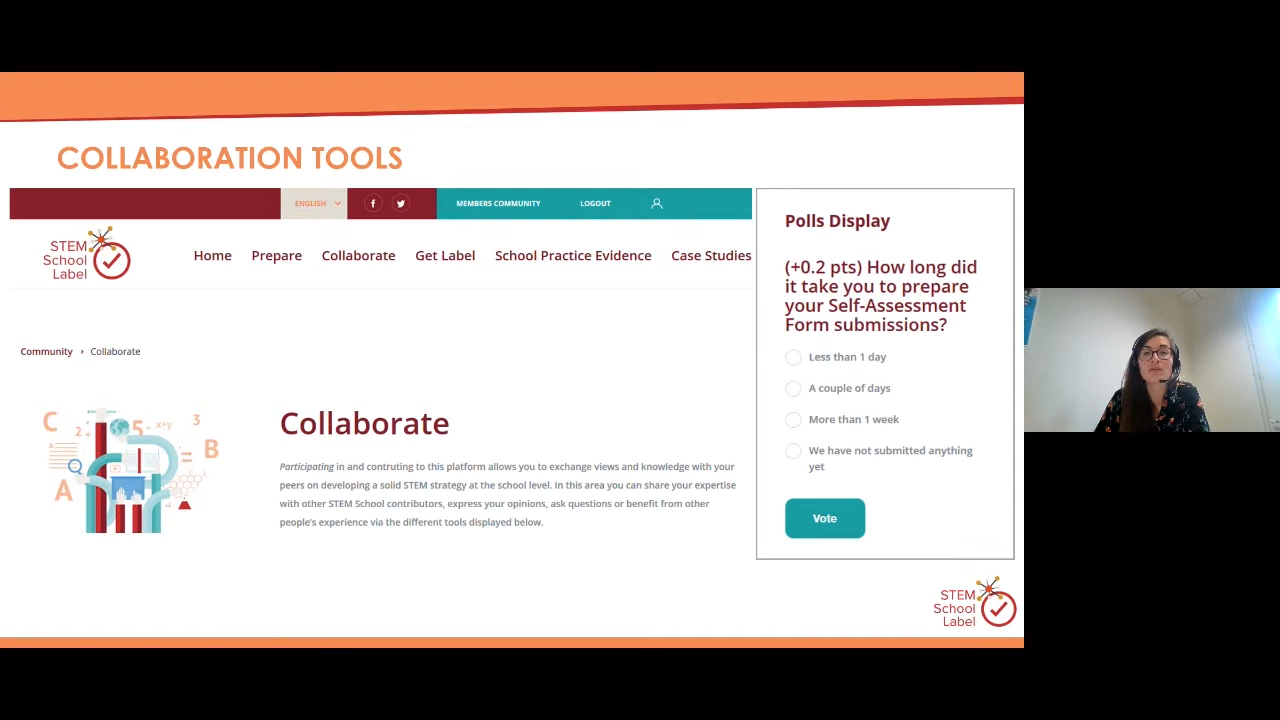 COLLABORATION TOOLS
ENGLISH
MEMBERS COMMUNITY
LOGOUT
STEM
School
Label
Home
Prepare
Collaborate
Get Label
School Practice Evidence
Case Studies
Community > Collaborate
Collaborate
Participating in and contruting to this platform allows you to exchange views and knowledge with your
peers on developing a solid STEM strategy at the school level. In this area you can share your expertise
with other STEM School contributors, express your opinions, ask questions or benefit from other
people's experience via the different tools displayed below.
C
2+
5-
x+y
3
A
=
B
A
Polls Display
(+0.2 pts) How long did
it take you to prepare
your Self-Assessment
Form submissions?
Less than 1 day
A couple of days
More than 1 week
We have not submitted anything
yet
Vote
STEM
School
Label